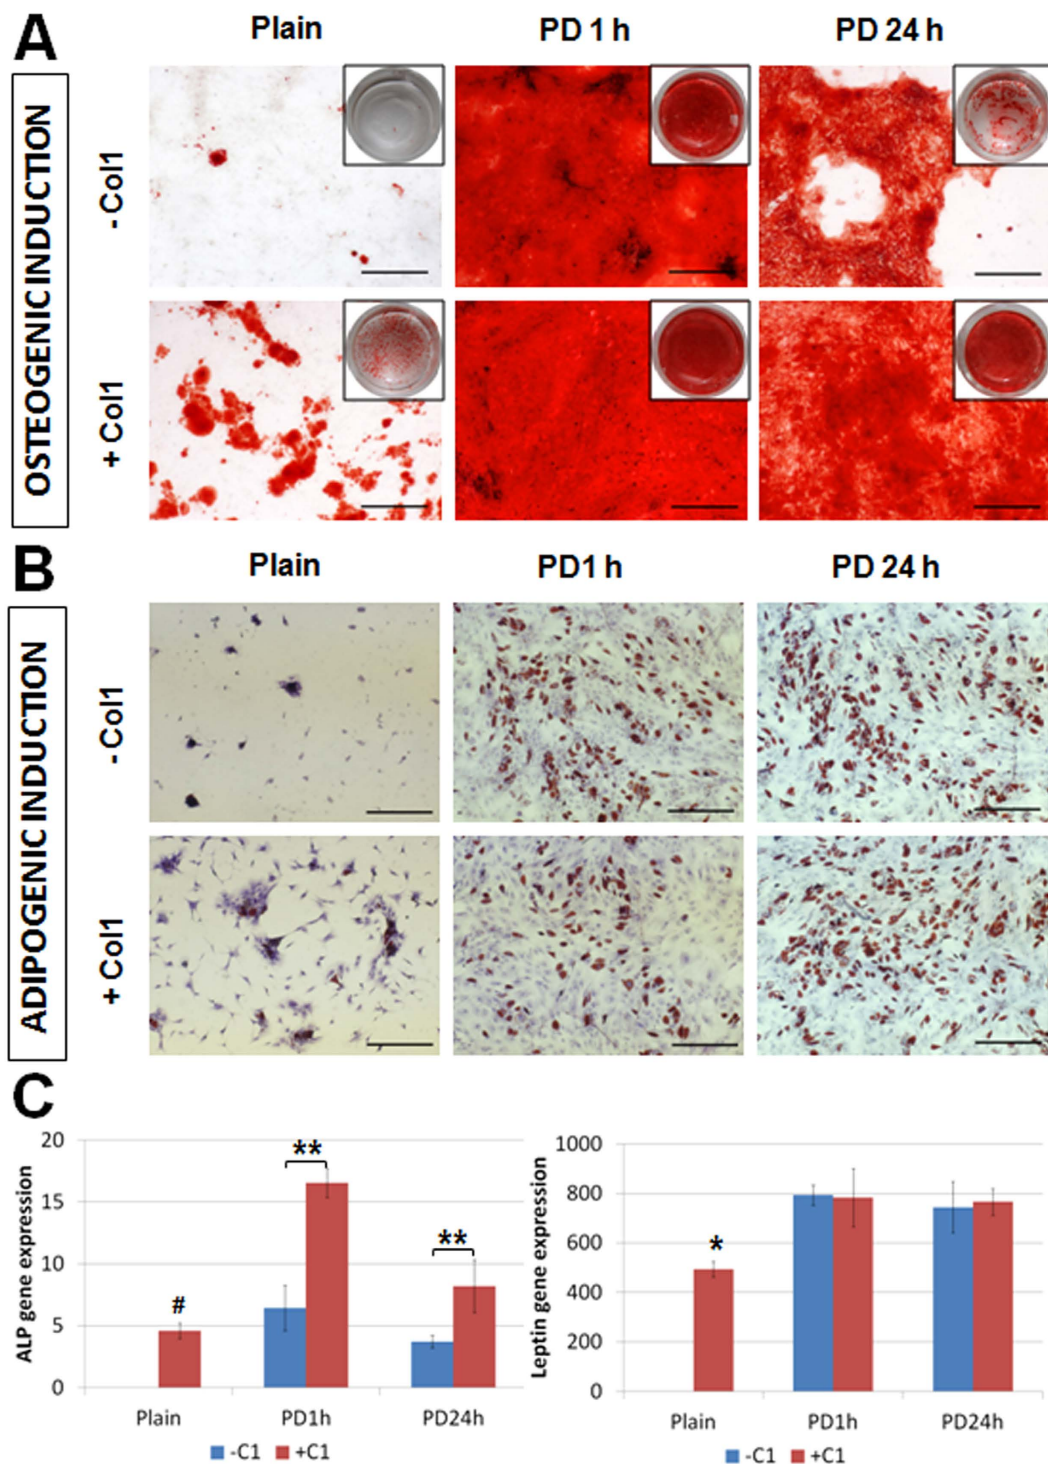 A
Plain PD 1 h PD 24 h
OSTEOGENIC INDUCTION
- Col1
+ Col1
B
Plain PD1 h PD 24 h
ADIPOGENIC INDUCTION
- Col1
+ Col1
C
ALP gene expression
20
15
10
5
0
#
**
**
Plain PD1h PD24h
-C1 +C1
Leptin gene expression
1000
800
600
400
200
0
*
Plain PD1h PD24h
-C1 +C1